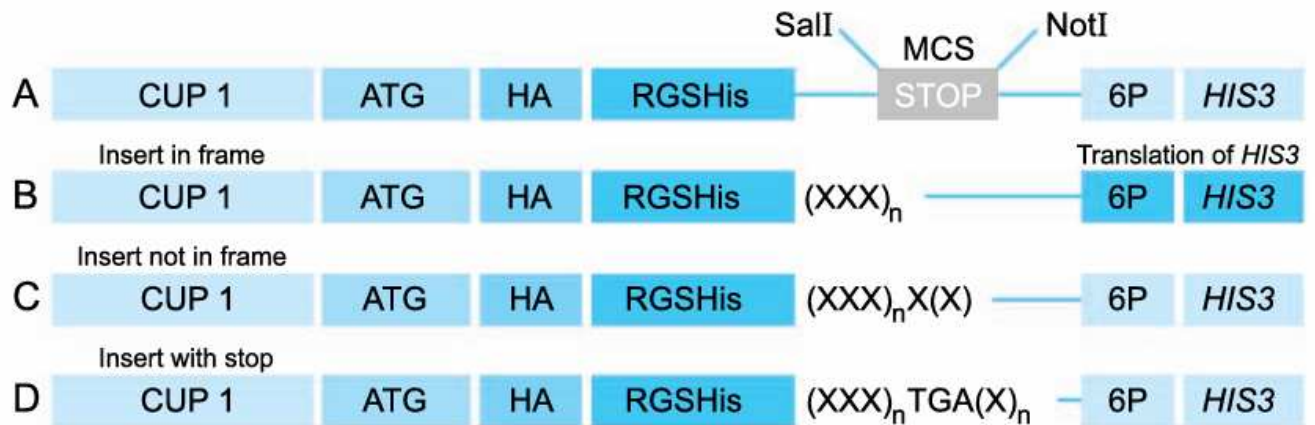 SalI MCS NotI
A CUP 1 ATG HA RGSHis STOP 6P HIS3
Insert in frame Translation of HIS3
B CUP 1 ATG HA RGSHis (XXX)n 6P HIS3
Insert not in frame
C CUP 1 ATG HA RGSHis (XXX)nX(X) 6P HIS3
Insert with stop
D CUP 1 ATG HA RGSHis (XXX)nTGA(X)n 6P HIS3